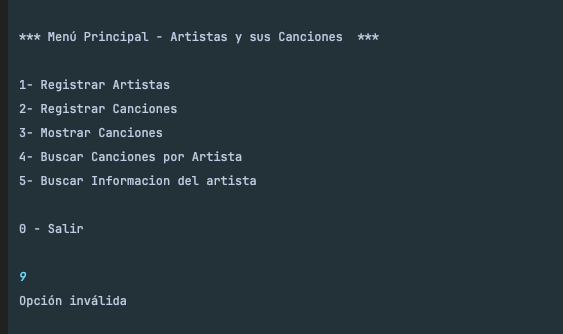 *** Menú Principal - Artistas y sus Canciones  ***
1- Registrar Artistas
2- Registrar Canciones
3- Mostrar Canciones
4- Buscar Canciones por Artista
5- Buscar Informacion del artista
0 - Salir
9
Opción inválida